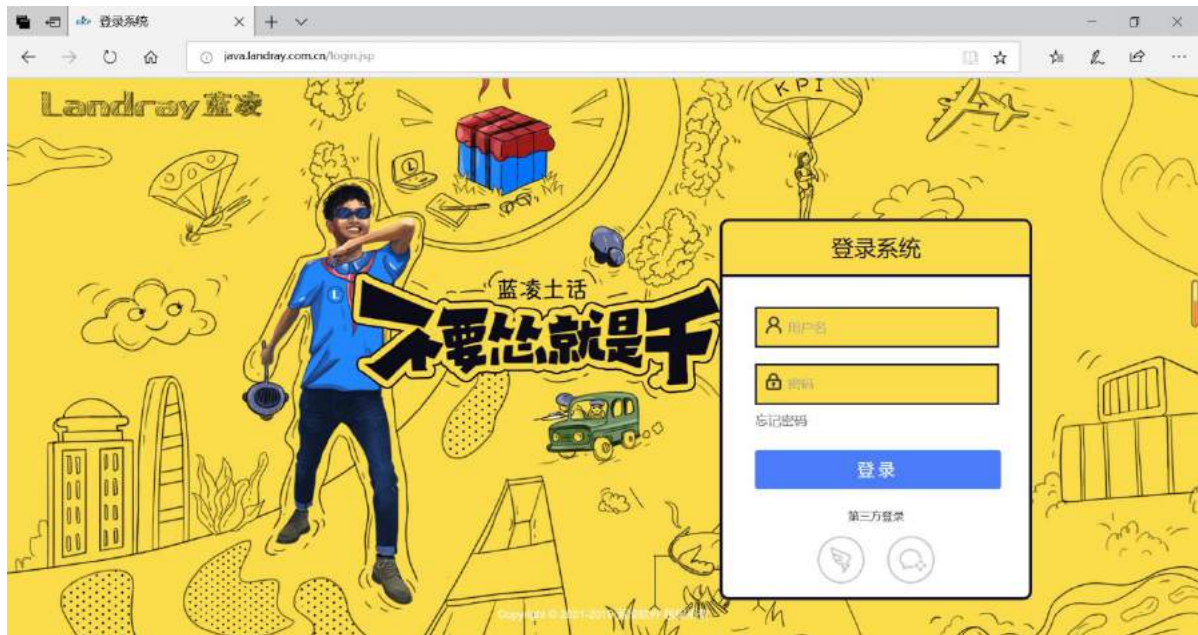 登录系统
java.landray.com.cn/login.jsp
Landray蓝凌
KPI
L
L
蓝凌土话
不要怂就是干
登录系统
用户名
密码
忘记密码
登录
第三方登录
Copyright ©